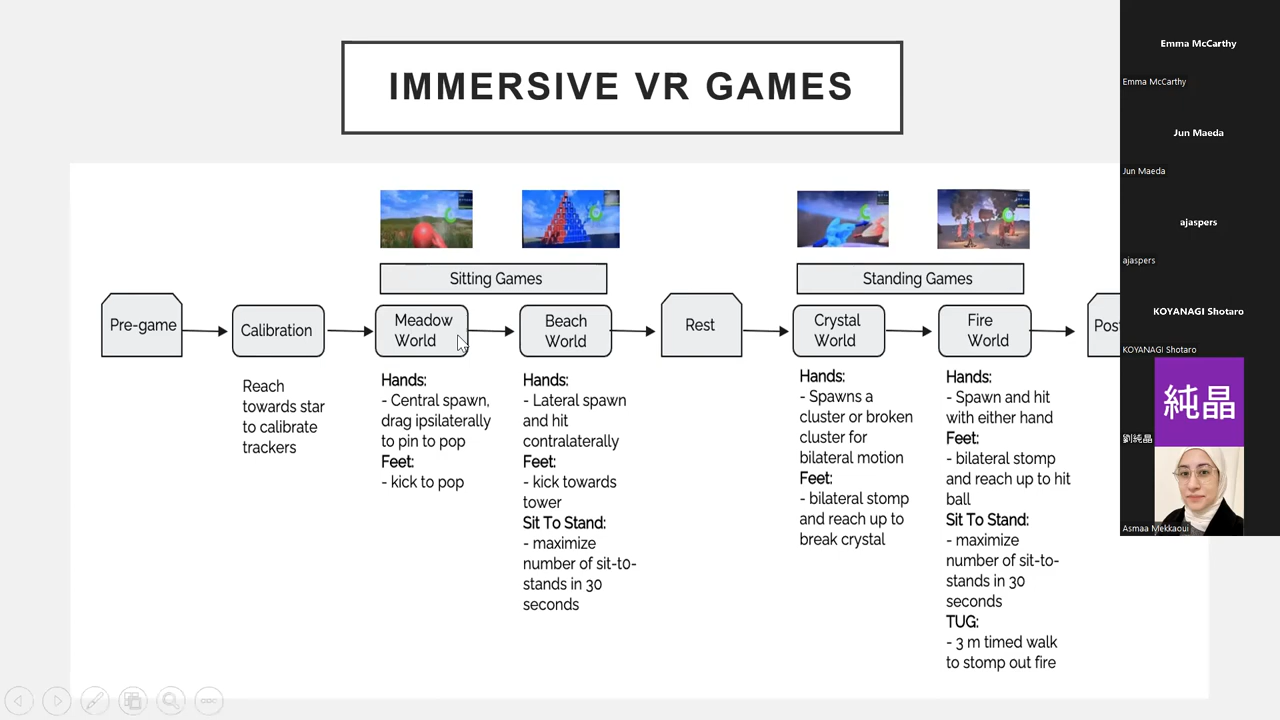 IMMERSIVE VR GAMES
Sitting Games
Standing Games
Pre-game
Calibration
Meadow
World
Beach
World
Rest
Crystal
World
Fire
World
Reach
towards star
to calibrate
trackers
Hands:
- Central spawn,
drag ipsilaterally
to pin to pop
Feet:
- kick to pop
Hands:
- Lateral spawn
and hit
contralaterally
Feet:
- kick towards
tower
Sit To Stand:
- maximize
number of sit-t0-
stands in 30
seconds
Hands:
- Spawns a
cluster or broken
cluster for
bilateral motion
Feet:
- bilateral stomp
and reach up to
break crystal
Hands:
- Spawn and hit
with either hand
Feet:
- bilateral stomp
and reach up to hit
ball
Sit To Stand:
- maximize
number of sit-to-
stands in 30
seconds
TUG:
- 3 m timed walk
to stomp out fire
Emma McCarthy
Emma McCarthy
Jun Maeda
Jun Maeda
ajaspers
ajaspers
KOYANAGI Shotaro
KOYANAGI Shotaro
純晶
劉純晶
Asmaa Mekkaoui